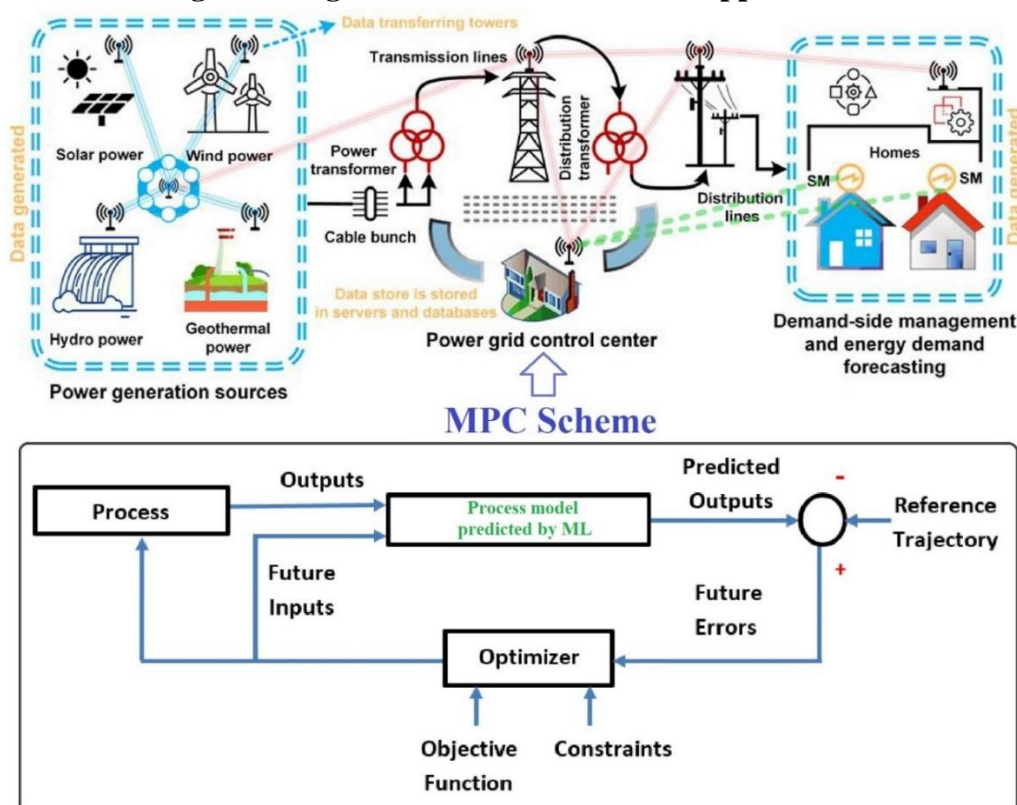 Data transferring towers
Data generated
Solar power
Wind power
Hydro power
Geothermal
power
Power generation sources
Transmission lines
Power
transformer
Cable bunch
Distribution
transformer
Distribution
lines
Data store is stored
in servers and databases
Power grid control center
Homes
SM
SM
Data generated
Demand-side management
and energy demand
forecasting
MPC Scheme
Process
Outputs
Process model
predicted by ML
Predicted
Outputs
-
Reference
Trajectory
+
Future
Inputs
Future
Errors
Optimizer
Objective
Function
Constraints